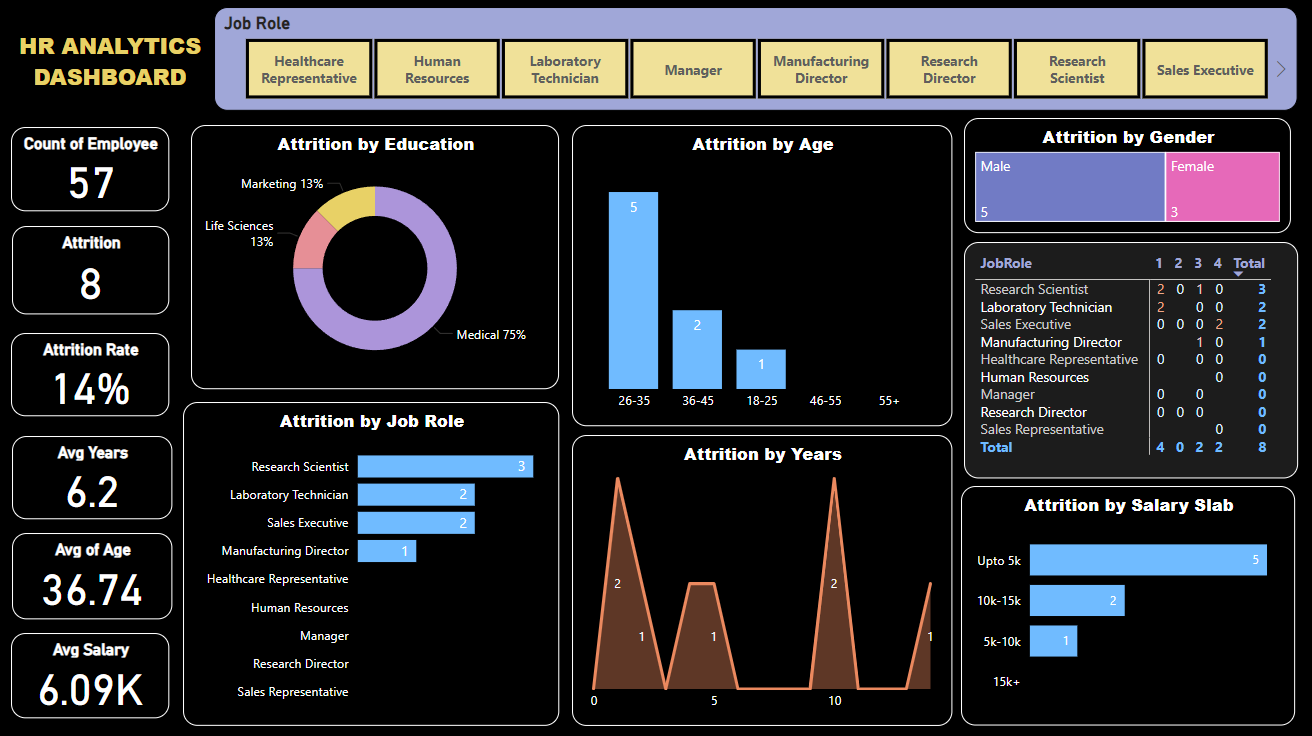 HR ANALYTICS
DASHBOARD
Job Role
Healthcare
Representative
Human
Resources
Laboratory
Technician
Manager
Manufacturing
Director
Research
Director
Research
Scientist
Sales Executive
Count of Employee
57
Attrition
8
Attrition Rate
14%
Avg Years
6.2
Avg of Age
36.74
Avg Salary
6.09K
Attrition by Education
Marketing 13%
Life Sciences
13%
Medical 75%
Attrition by Job Role
Research Scientist 3
Laboratory Technician 2
Sales Executive 2
Manufacturing Director 1
Healthcare Representative
Human Resources
Manager
Research Director
Sales Representative
Attrition by Age
5
2
1
26-35 36-45 18-25 46-55 55+
Attrition by Years
2 2
1 1 1
0 5 10
Attrition by Gender
Male Female
5 3
JobRole 1 2 3 4 Total
Research Scientist 2 0 1 0 3
Laboratory Technician 2 0 0 2
Sales Executive 0 0 0 2 2
Manufacturing Director 1 0 1
Healthcare Representative 0 0 0 0
Human Resources 0 0
Manager 0 0 0
Research Director 0 0 0 0
Sales Representative 0 0
Total 4 0 2 2 8
Attrition by Salary Slab
Upto 5k 5
10k-15k 2
5k-10k 1
15k+